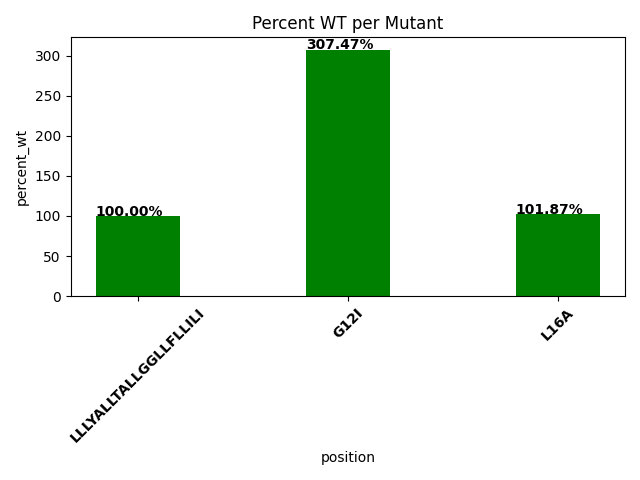 Percent WT per Mutant
percent_wt
300
250
200
150
100
50
0
100.00%
307.47%
101.87%
LLLYALLTALLGGLLFLLILI
G12I
L16A
position